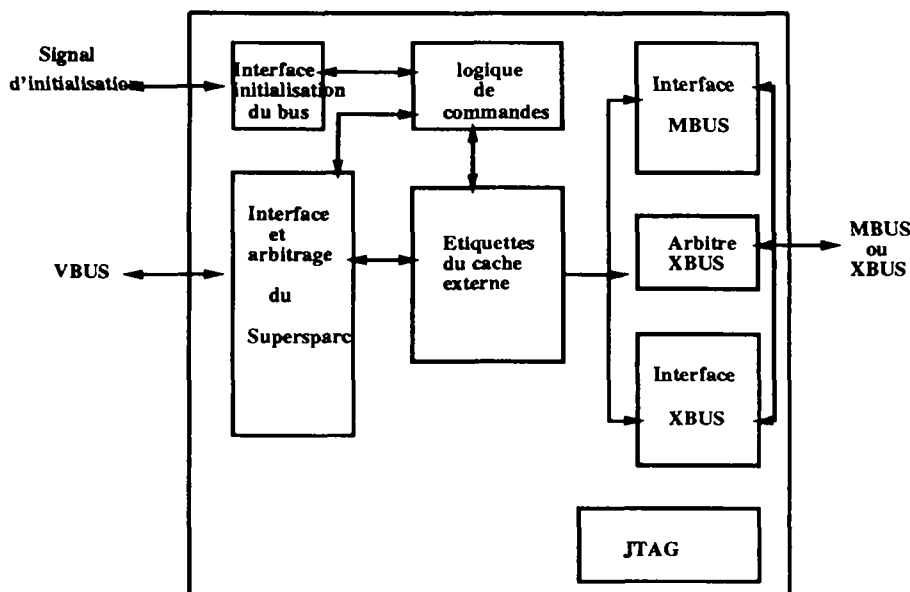 Signal
d'initialisation
Interface
initialisation
du bus
logique
de
commandes
Interface
MBUS
Interface
et
arbitrage
du
Supersparc
Etiquettes
du cache
externe
Arbitre
XBUS
MBUS
ou
XBUS
VBUS
Interface
XBUS
JTAG